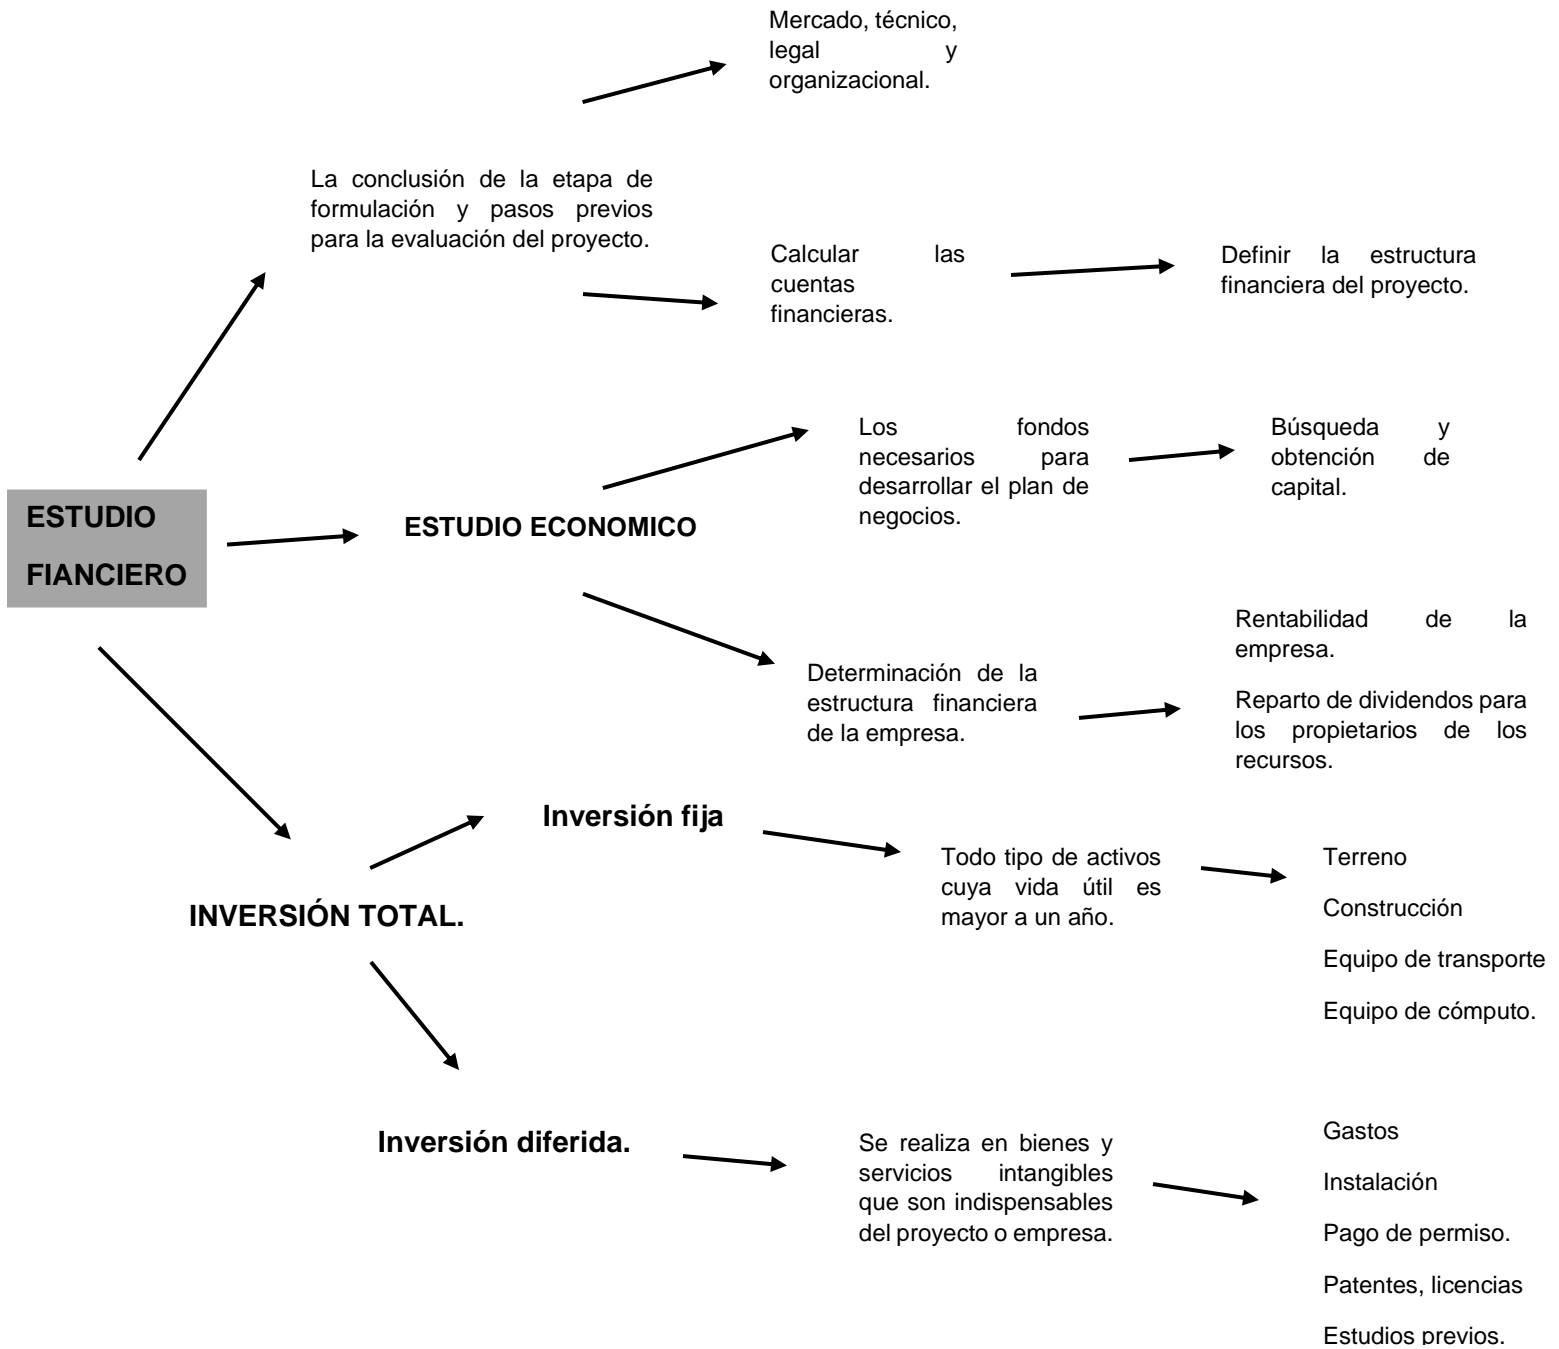 Mercado, técnico,
legal y
organizacional.
La conclusión de la etapa de
formulación y pasos previos
para la evaluación del proyecto.
Calcular las
cuentas
financieras.
Definir la estructura
financiera del proyecto.
ESTUDIO
FIANCIERO
ESTUDIO ECONOMICO
Los fondos
necesarios para
desarrollar el plan de
negocios.
Búsqueda y
obtención de
capital.
Determinación de la
estructura financiera
de la empresa.
Rentabilidad de la
empresa.
Reparto de dividendos para
los propietarios de los
recursos.
INVERSIÓN TOTAL.
Inversión fija
Todo tipo de activos
cuya vida útil es
mayor a un año.
Terreno
Construcción
Equipo de transporte
Equipo de cómputo.
Inversión diferida.
Se realiza en bienes y
servicios intangibles
que son indispensables
del proyecto o empresa.
Gastos
Instalación
Pago de permiso.
Patentes, licencias
Estudios previos.